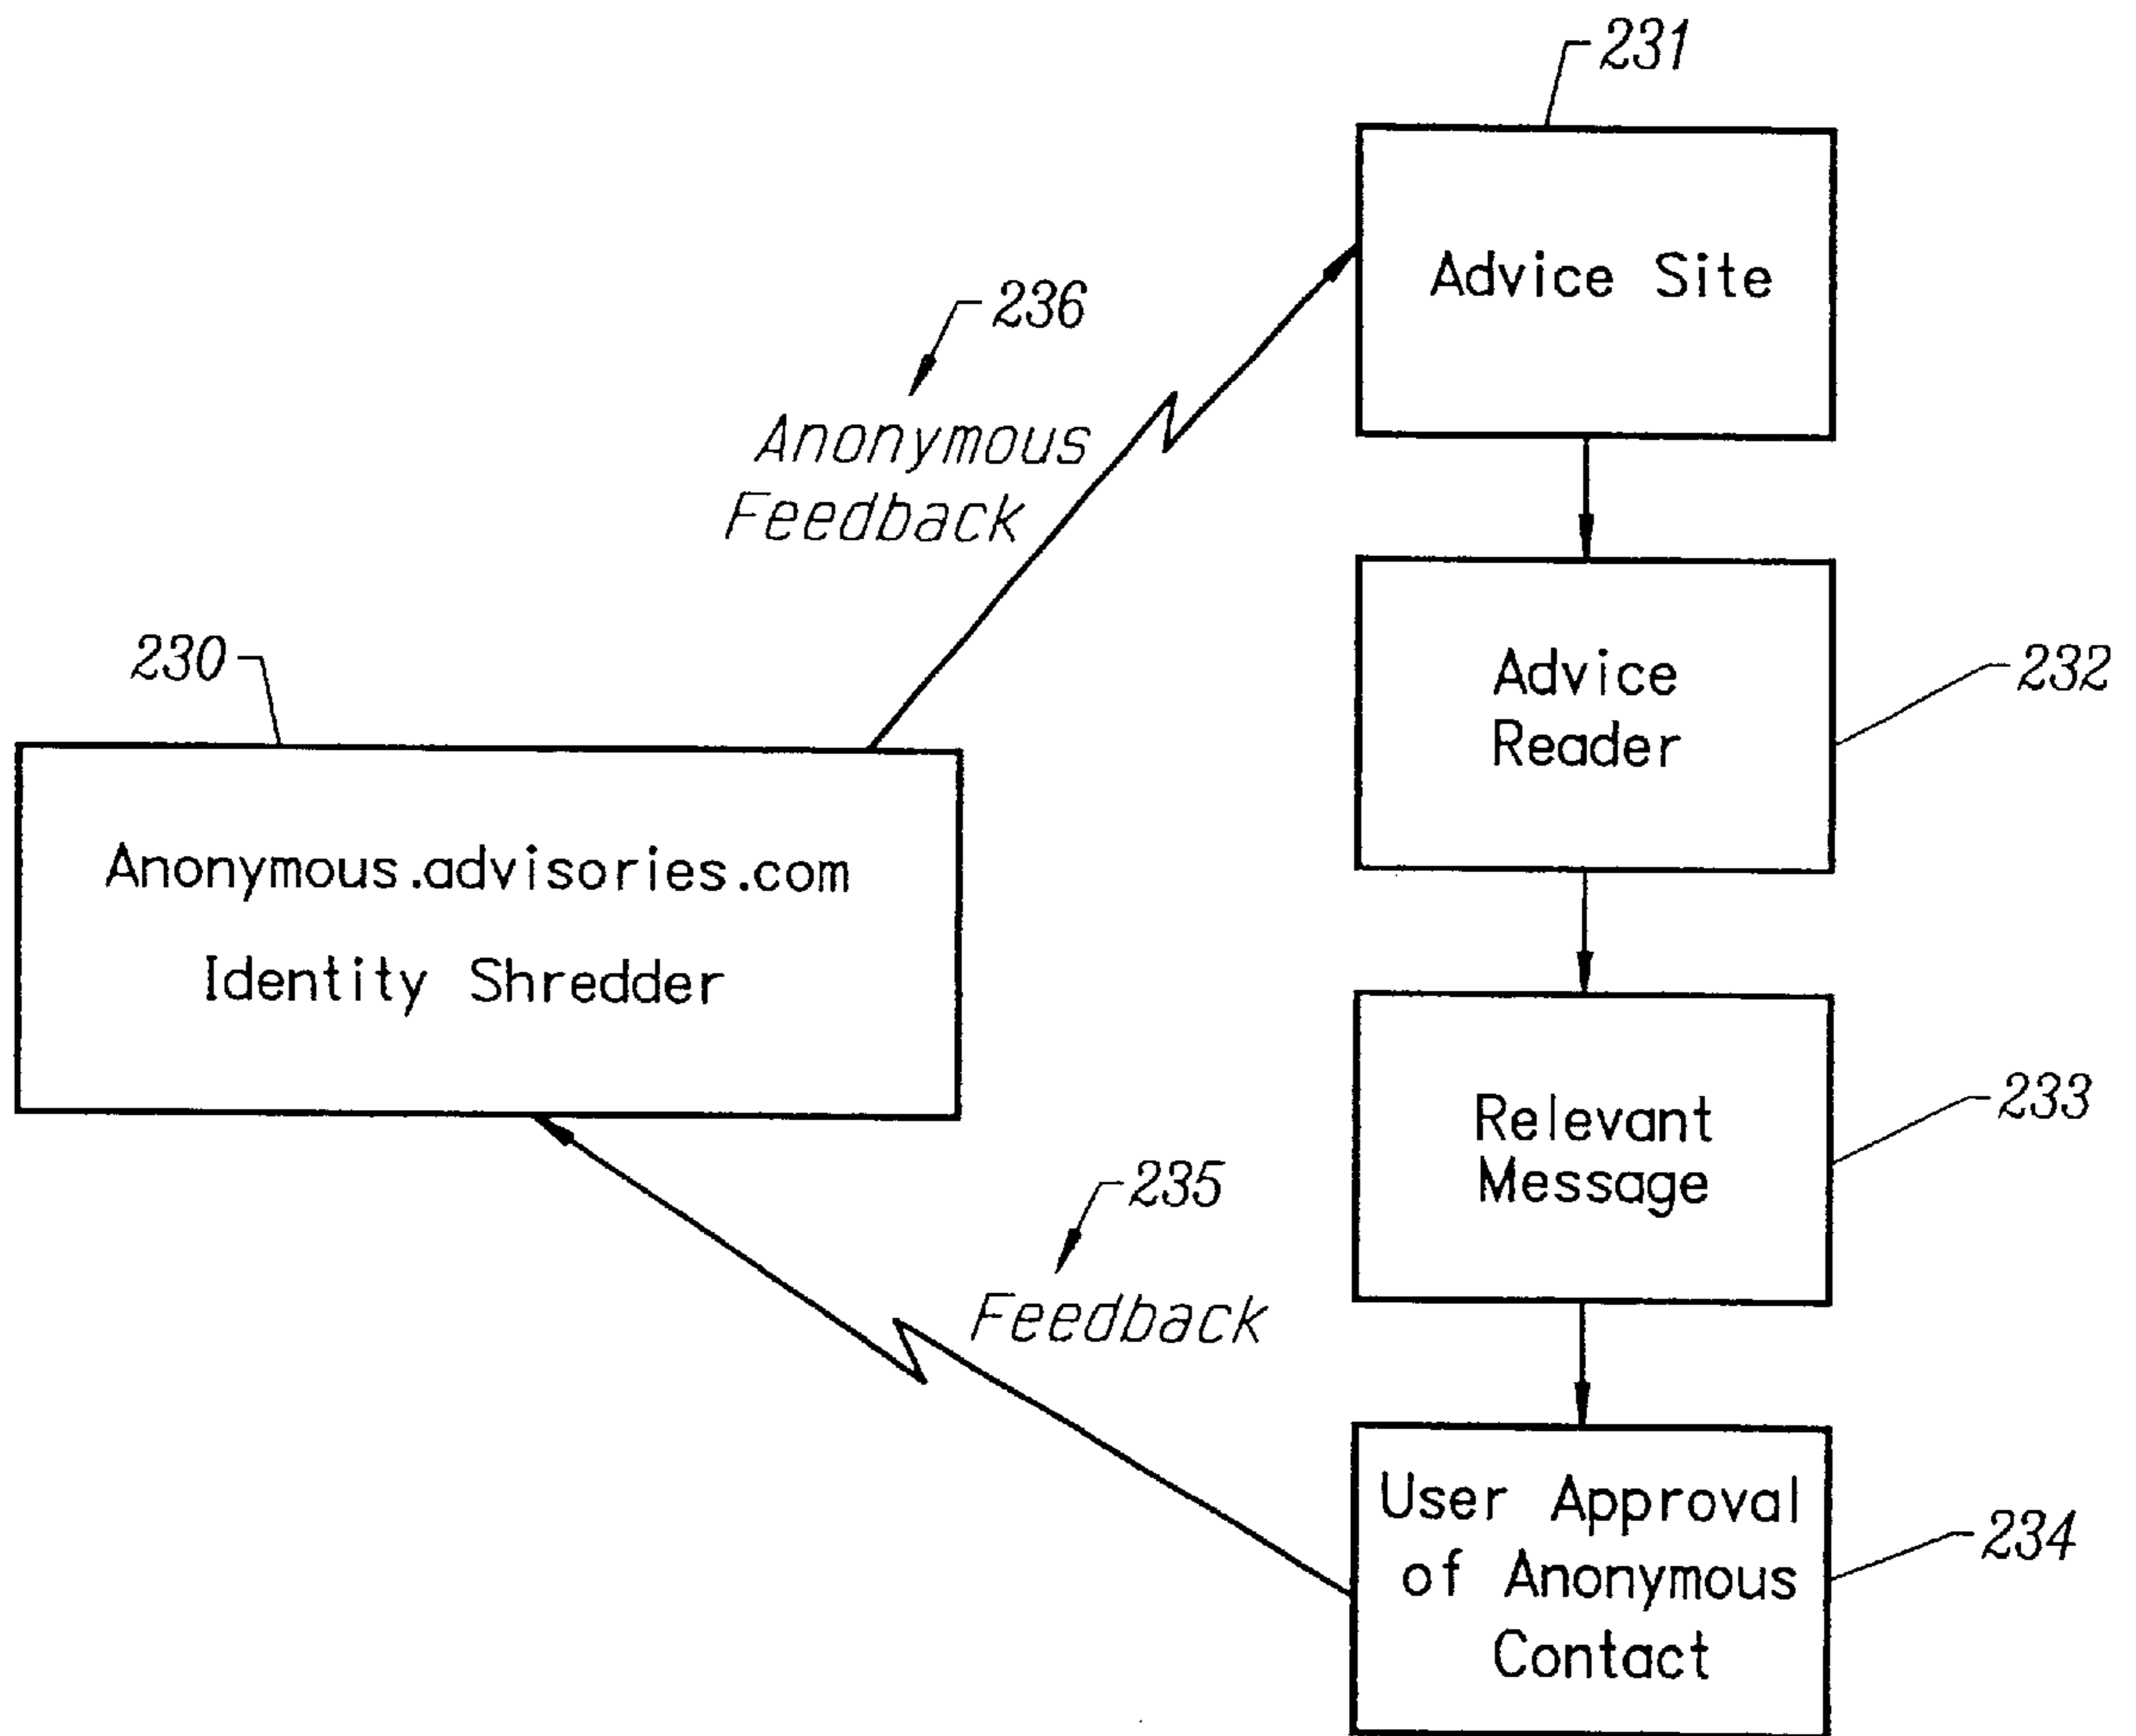 231
Advice Site
236
Anonymous
Feedback
230
Anonymous.advisories.com
Identity Shredder
Advice
Reader
232
Relevant
Message
233
235
Feedback
User Approval
of Anonymous
Contact
234